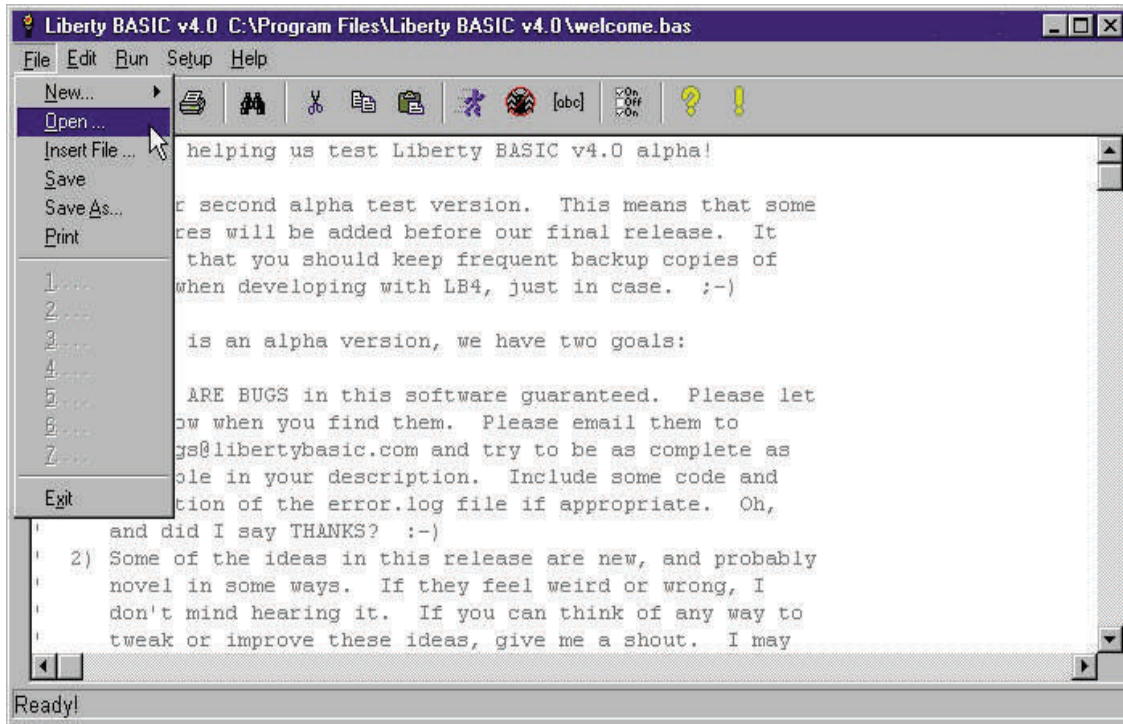 Liberty BASIC v4.0 C:\Program Files\Liberty BASIC v4.0\welcome.bas
File Edit Run Setup Help
New...
Open ...
Insert File ...
Save
Save As...
Print
1. . . .
2. . . .
3. . . .
4. . . .
5. . . .
6. . . .
7. . . .
Exit
[abc]
On
Off
On
helping us test Liberty BASIC v4.0 alpha!
second alpha test version. This means that some
will be added before our final release. It
that you should keep frequent backup copies of
when developing with LB4, just in case. ;-)
is an alpha version, we have two goals:
ARE BUGS in this software guaranteed. Please let
when you find them. Please email them to
gs@libertybasic.com and try to be as complete as
in your description. Include some code and
tion of the error.log file if appropriate. Oh,
' and did I say THANKS? :-)
' 2) Some of the ideas in this release are new, and probably
' novel in some ways. If they feel weird or wrong, I
' don't mind hearing it. If you can think of any way to
' tweak or improve these ideas, give me a shout. I may
Ready!